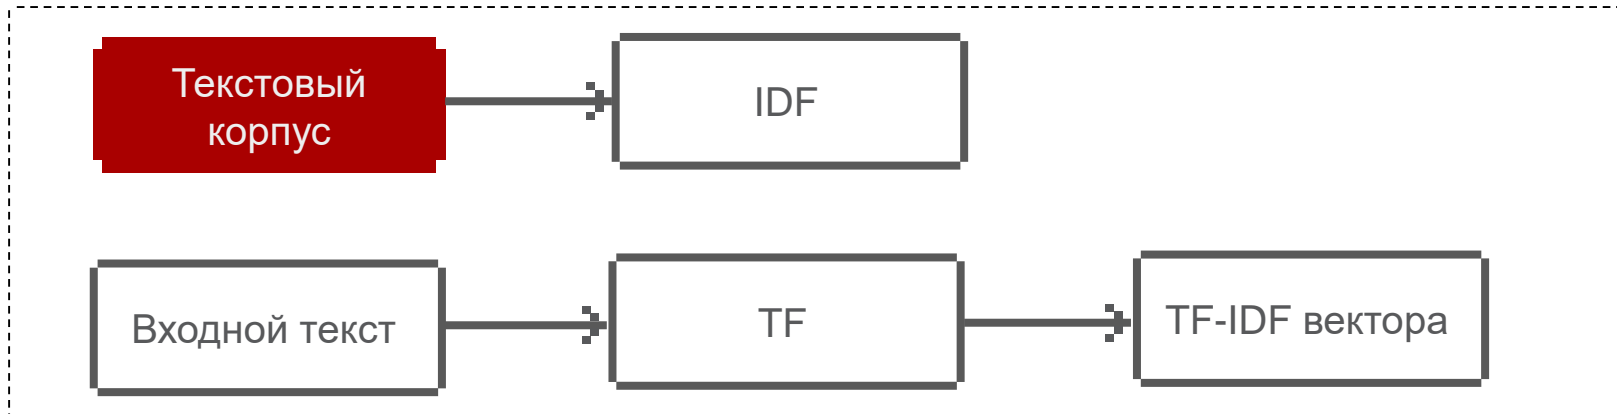 Текстовый
корпус
IDF
Входной текст
TF
TF-IDF вектора